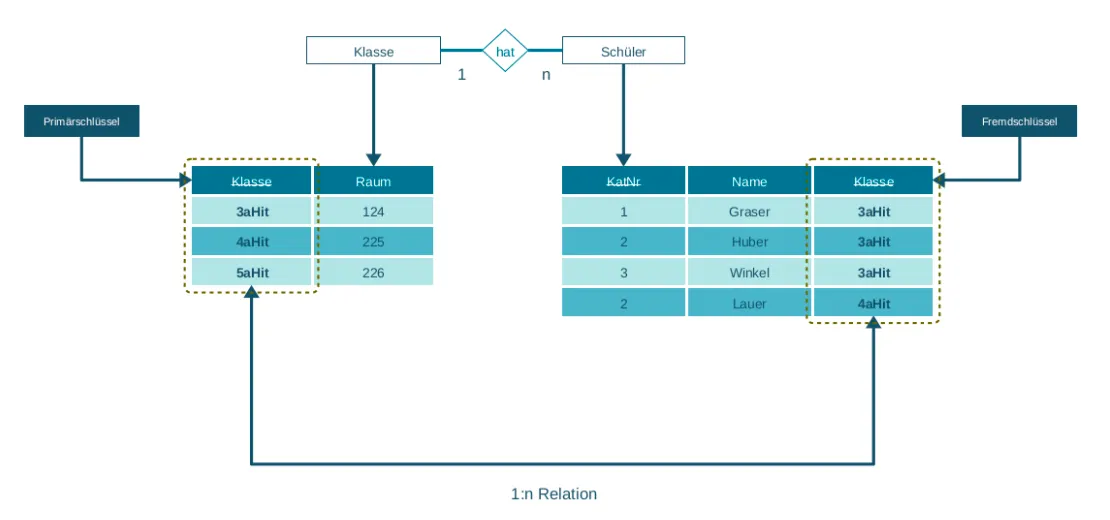 Klasse hat Schüler
1 n
Primärschlüssel
Fremdschlüssel
Klasse Raum
3aHit 124
4aHit 225
5aHit 226
KatNr Name Klasse
1 Graser 3aHit
2 Huber 3aHit
3 Winkel 3aHit
2 Lauer 4aHit
1:n Relation